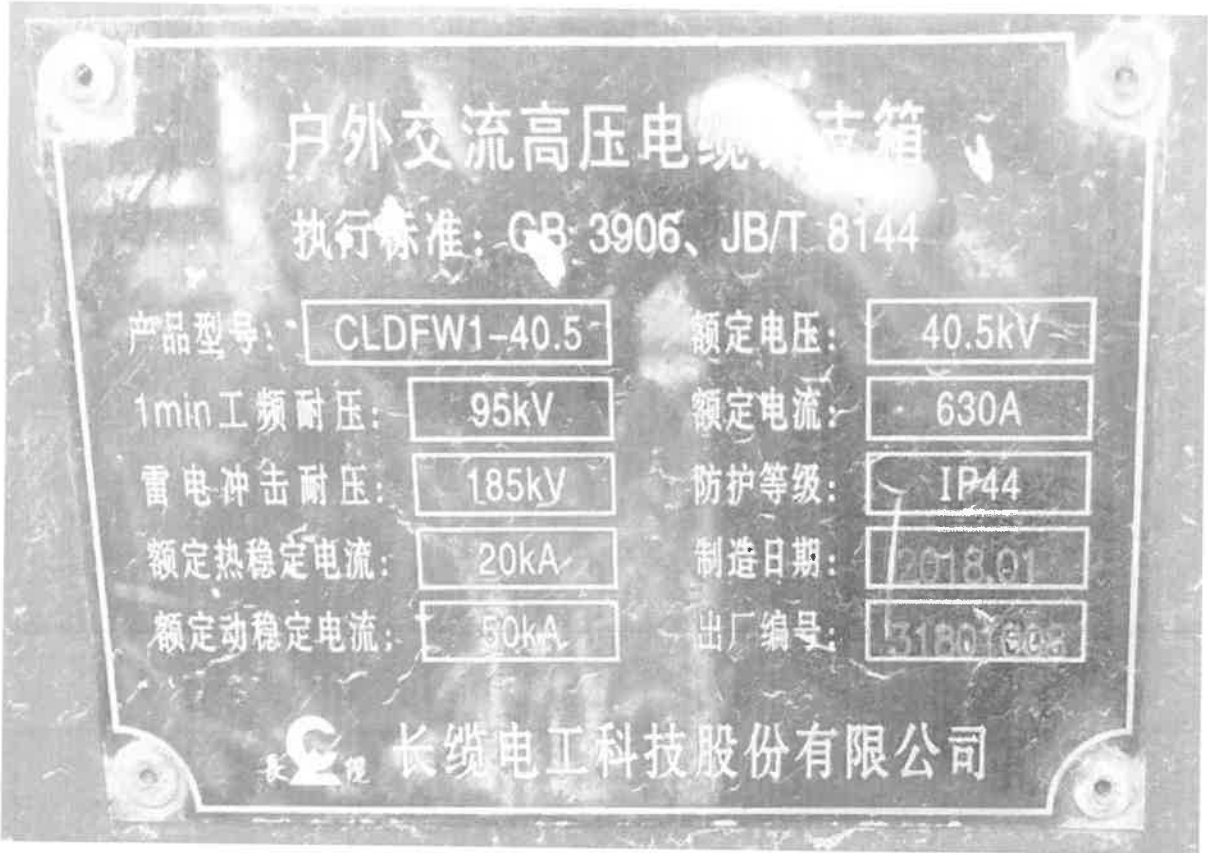 户外交流高压电缆分支箱
执行标准：GB 3906、JB/T 8144
产品型号： CLDFW1-40.5 额定电压： 40.5kV
1min工频耐压： 95kV 额定电流： 630A
雷电冲击耐压： 185kV 防护等级： IP44
额定热稳定电流： 20kA 制造日期： 2018.01
额定动稳定电流： 50kA 出厂编号：
長 缆 长缆电工科技股份有限公司